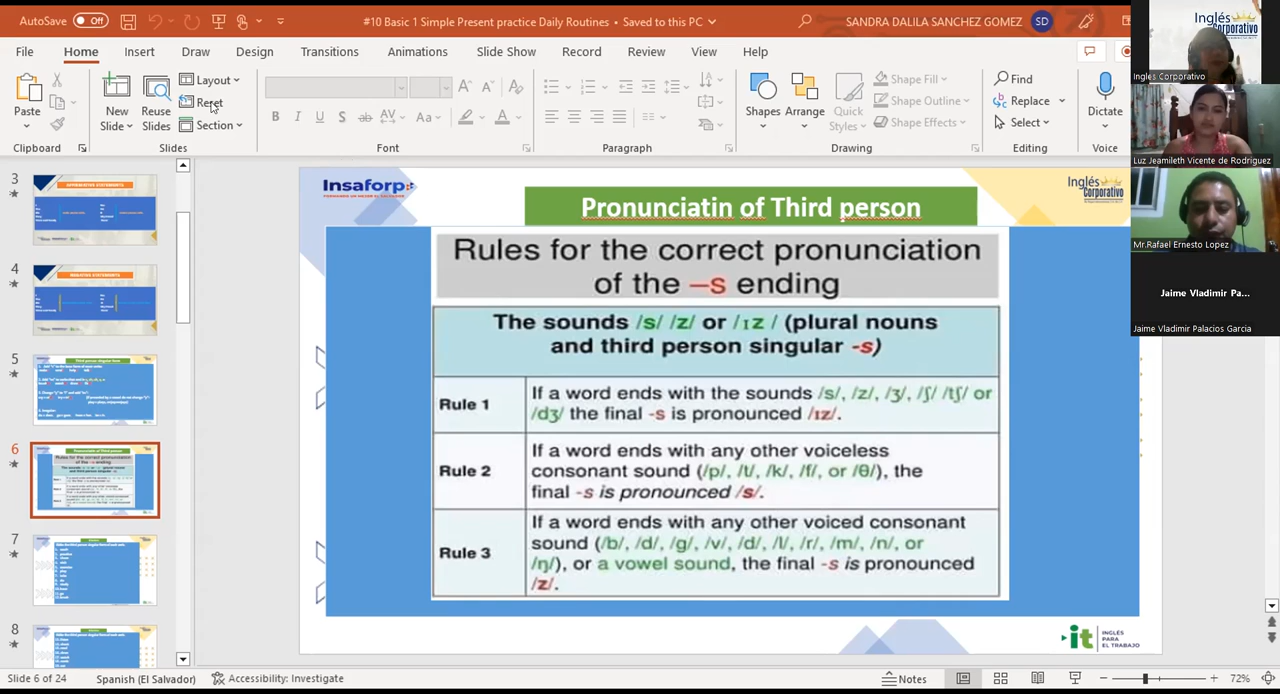 AutoSave Off
#10 Basic 1 Simple Present practice Daily Routines • Saved to this PC
SANDRA DALILA SANCHEZ GOMEZ SD
File Home Insert Draw Design Transitions Animations Slide Show Record Review View Help
Paste
New Slide
Reuse Slides
Layout
Reset
Section
Shapes
Arrange
Quick Styles
Shape Fill
Shape Outline
Shape Effects
Find
Replace
Select
Dictate
Clipboard Slides Font Paragraph Drawing Editing Voice
Inglés
Corporativo
Ingles Corporativo
Luz Jeamileth Vicente de Rodriguez
Mr.Rafael Ernesto Lopez
Jaime Vladimir Pa...
Jaime Vladimir Palacios Garcia
3
4
5
6
7
8
Insaforp
Inglés
Corporativo
Pronunciatin of Third person
Rules for the correct pronunciation
of the –s ending
The sounds /s/ /z/ or /ɪz / (plural nouns
and third person singular -s)
Rule 1
If a word ends with the sounds /s/, /z/, /ʒ/, /ʃ/ /tʃ/ or
/dʒ/ the final -s is pronounced /ɪz/.
Rule 2
If a word ends with any other voiceless
consonant sound (/p/, /t/, /k/, /f/, or /θ/), the
final -s is pronounced /s/.
Rule 3
If a word ends with any other voiced consonant
sound (/b/, /d/, /g/, /v/, /d/, /l/, /r/, /m/, /n/, or
/ŋ/), or a vowel sound, the final -s is pronounced
/z/.
it INGLÉS
PARA
EL TRABAJO
Slide 6 of 24 Spanish (El Salvador) Accessibility: Investigate Notes 72%